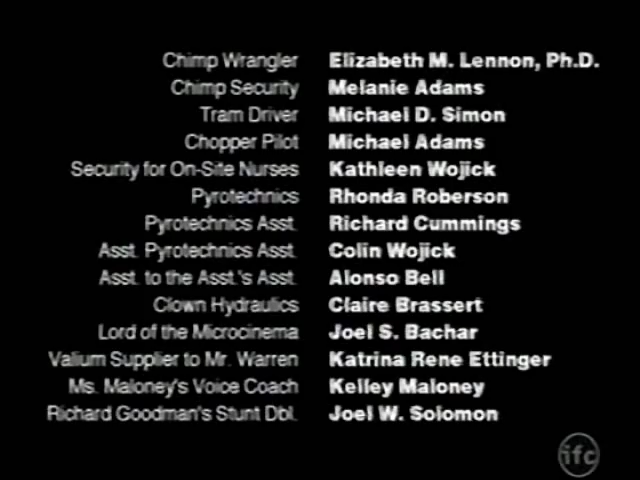 Chimp Wrangler Elizabeth M. Lennon, Ph.D.
Chimp Security Melanie Adams
Tram Driver Michael D. Simon
Chopper Pilot Michael Adams
Security for On-Site Nurses Kathleen Wojick
Pyrotechnics Rhonda Roberson
Pyrotechnics Asst. Richard Cummings
Asst. Pyrotechnics Asst. Colin Wojick
Asst. to the Asst.'s Asst. Alonso Bell
Clown Hydraulics Claire Brassert
Lord of the Microcinema Joel S. Bachar
Valium Supplier to Mr. Warren Katrina Rene Ettinger
Ms. Maloney's Voice Coach Kelley Maloney
Richard Goodman's Stunt Dbl. Joel W. Solomon
ifc